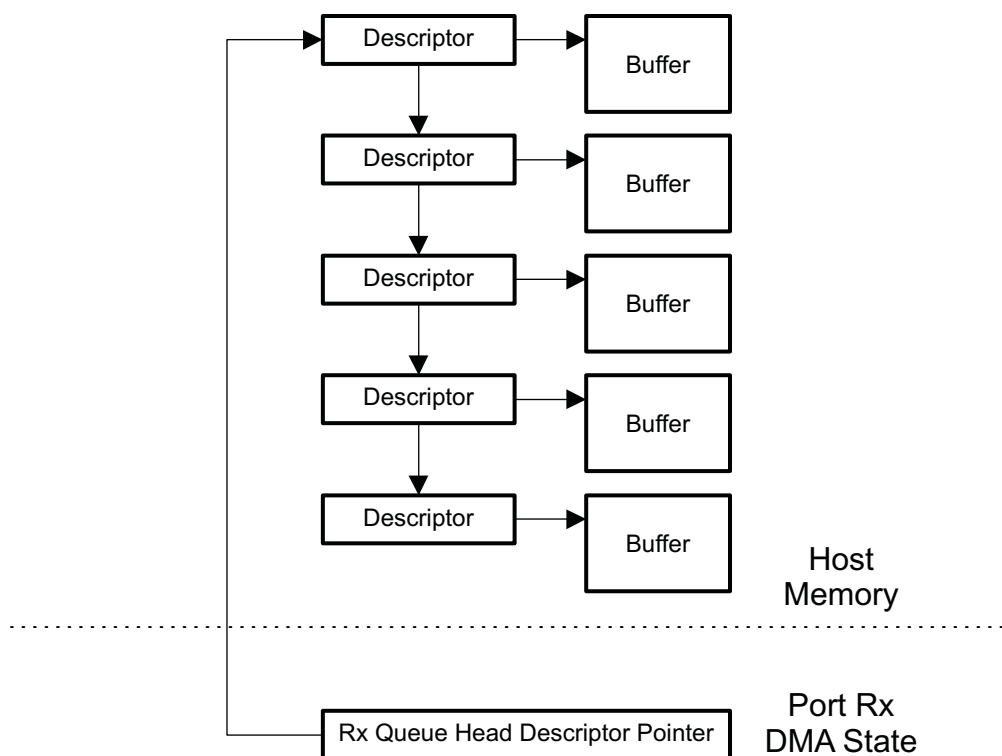 Descriptor
Buffer
Descriptor
Buffer
Descriptor
Buffer
Descriptor
Buffer
Descriptor
Buffer
Host
Memory
Rx Queue Head Descriptor Pointer
Port Rx
DMA State